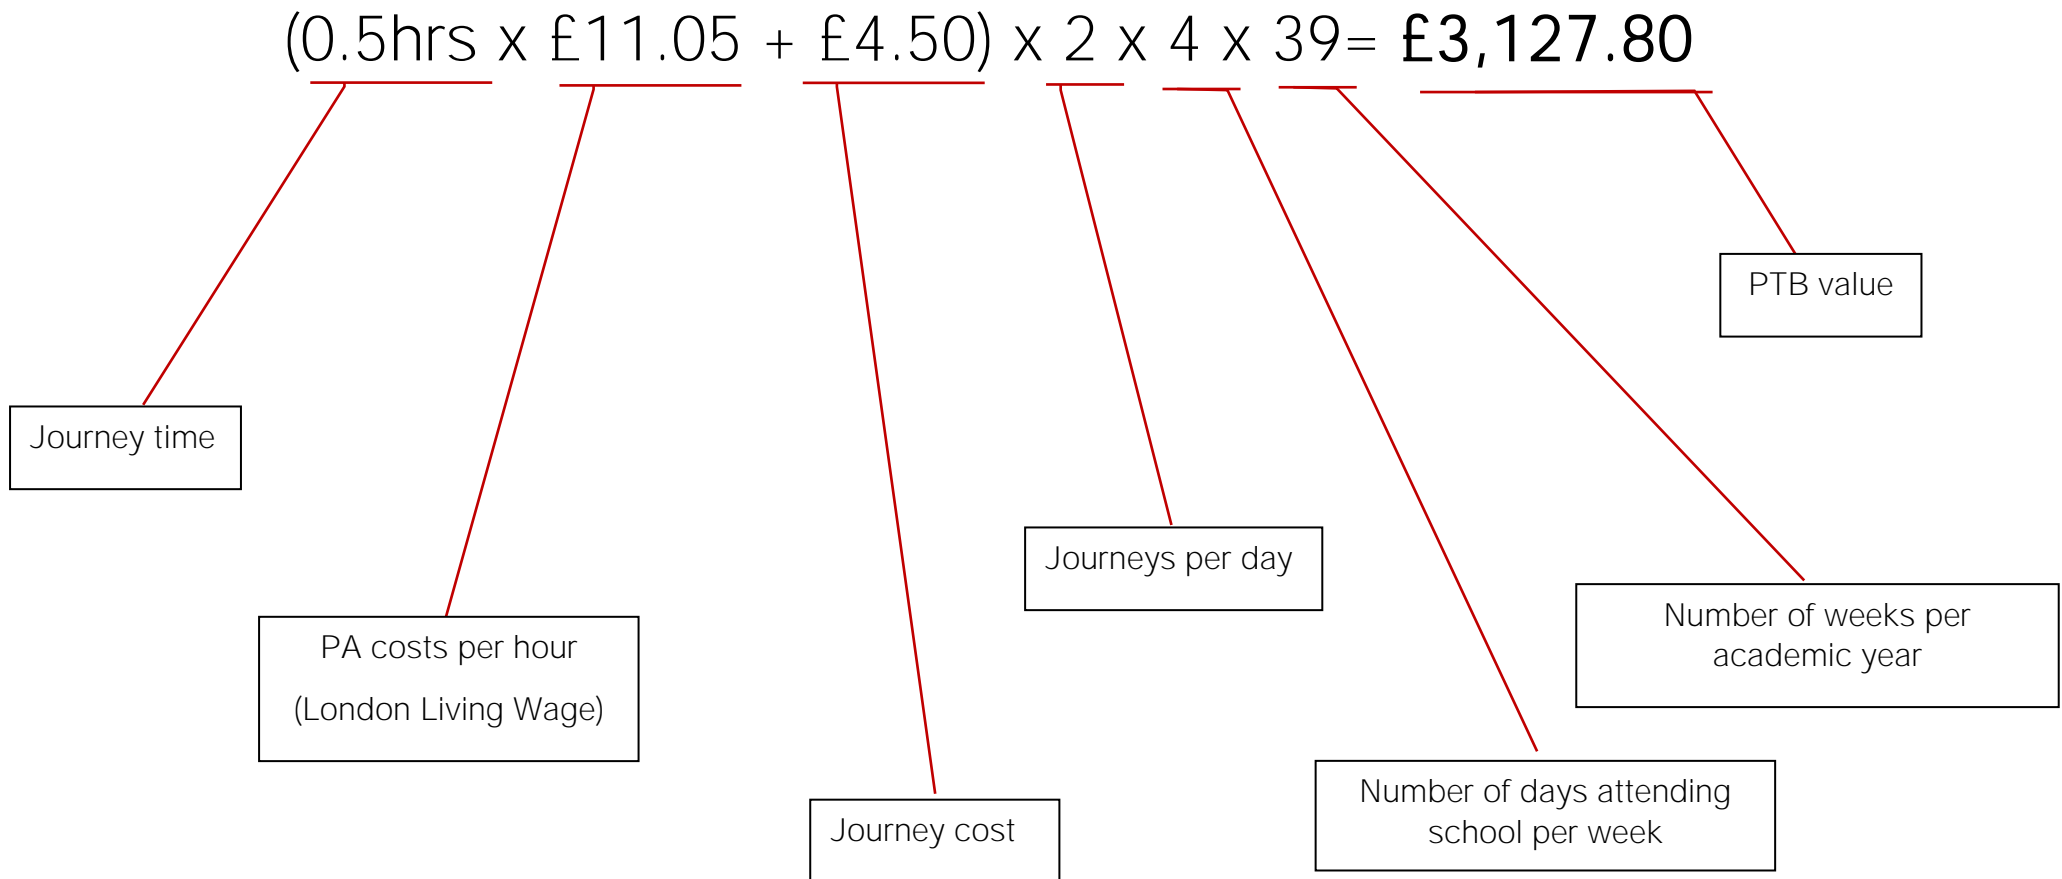 (0.5hrs x £11.05 + £4.50) x 2 x 4 x 39= £3,127.80
PTB value
Journey time
Journeys per day
Number of weeks per
academic year
PA costs per hour
(London Living Wage)
Number of days attending
school per week
Journey cost